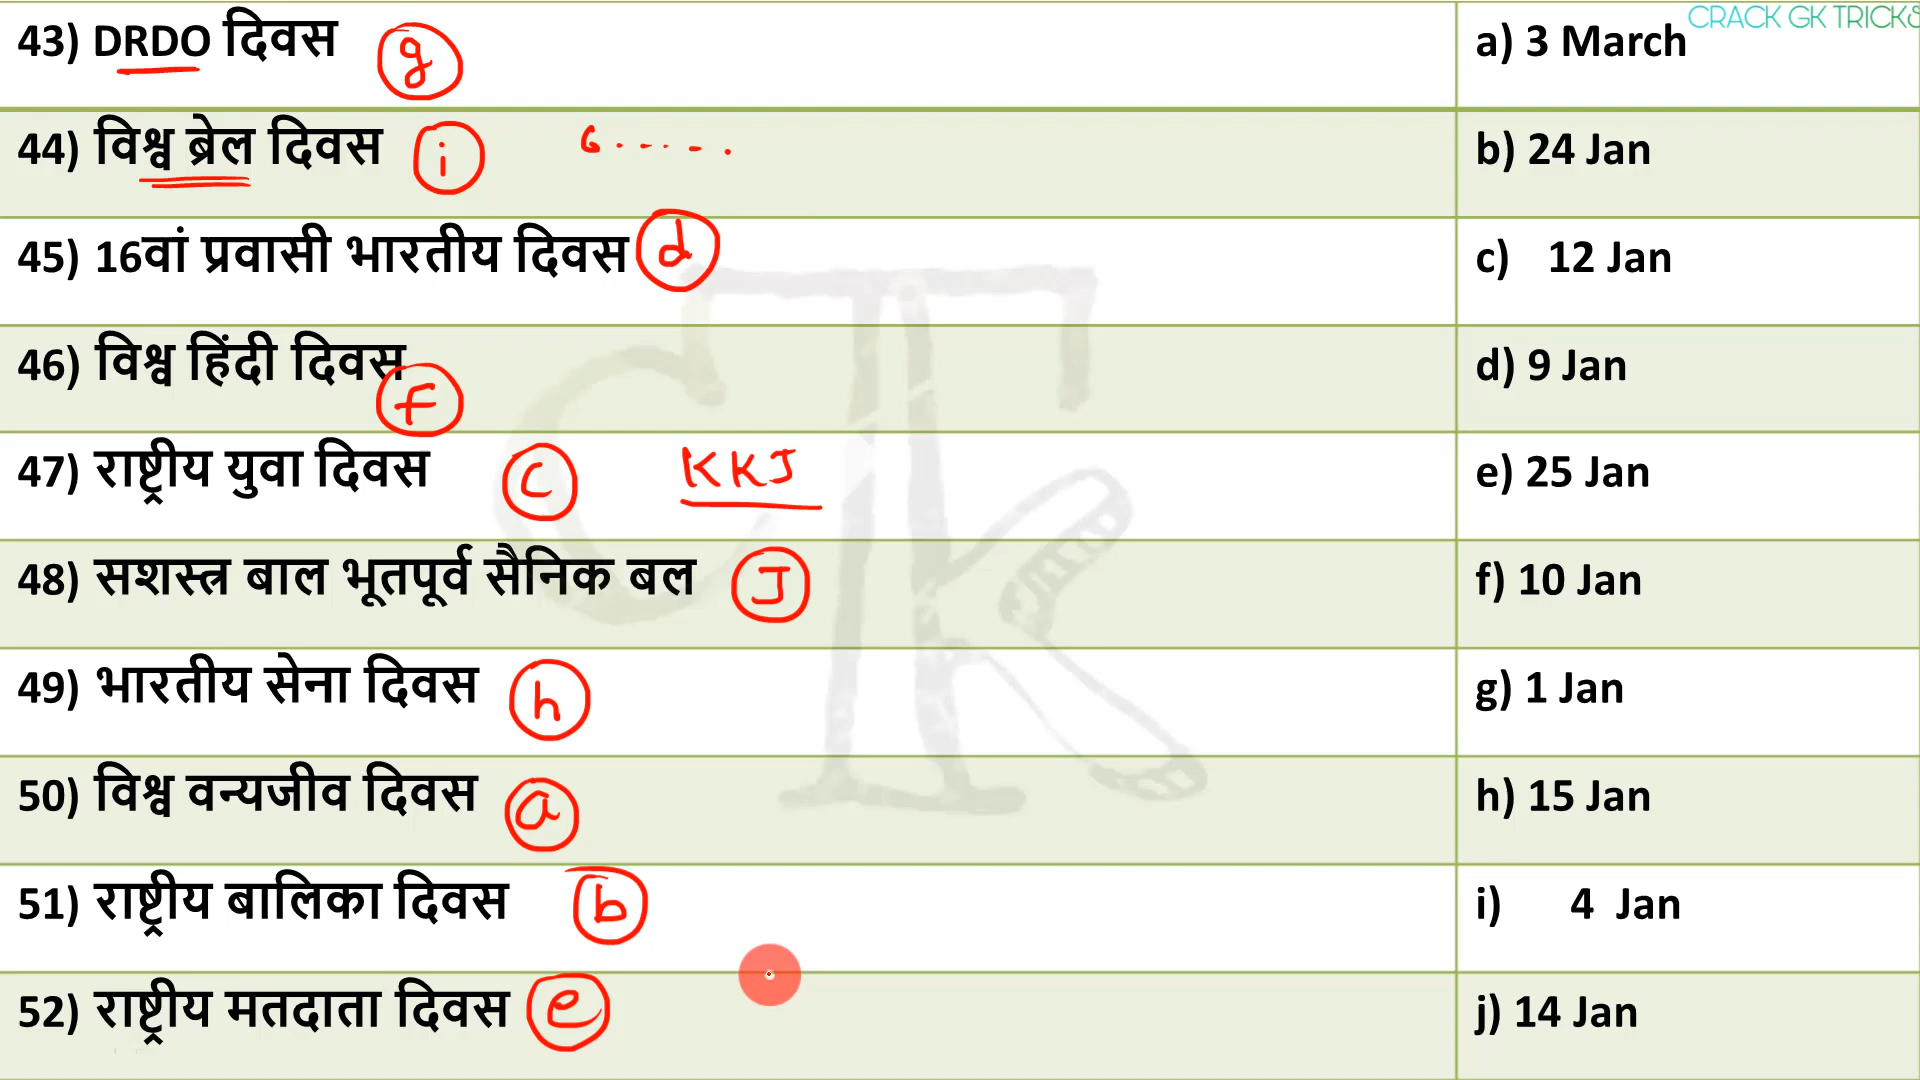 CRACK GK TRICKS
43) DRDO दिवस g a) 3 March
44) विश्व ब्रेल दिवस i b) 24 Jan
45) 16वां प्रवासी भारतीय दिवस d c) 12 Jan
46) विश्व हिंदी दिवस f d) 9 Jan
47) राष्ट्रीय युवा दिवस c KKJ e) 25 Jan
48) सशस्त्र बाल भूतपूर्व सैनिक बल J f) 10 Jan
49) भारतीय सेना दिवस h g) 1 Jan
50) विश्व वन्यजीव दिवस a h) 15 Jan
51) राष्ट्रीय बालिका दिवस b i) 4 Jan
52) राष्ट्रीय मतदाता दिवस e j) 14 Jan